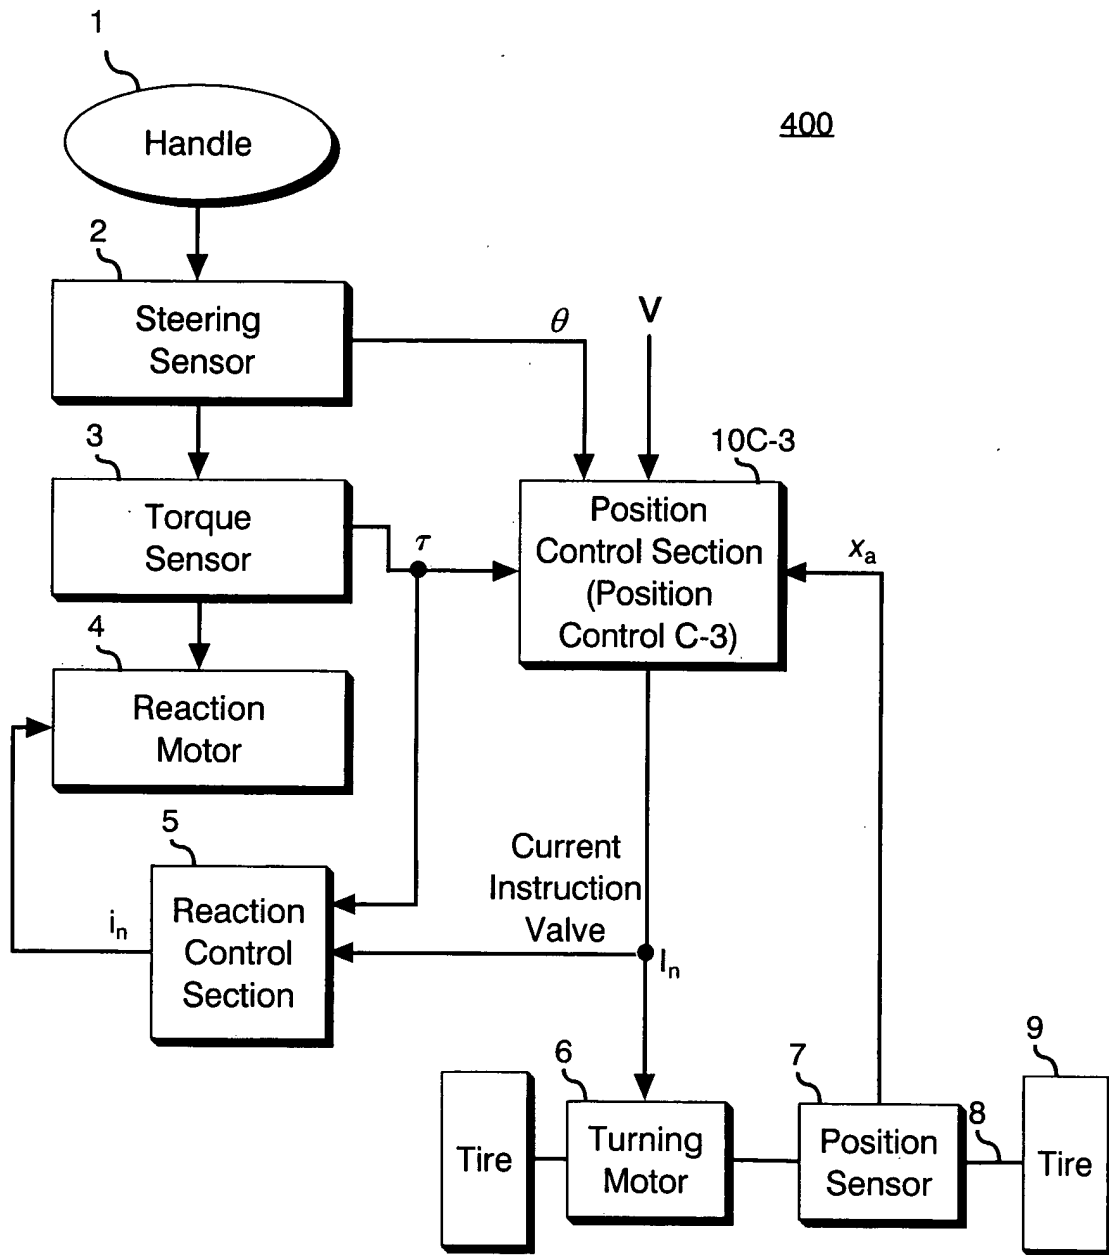 1
400
Handle
2
Steering
Sensor
θ
V
3
10C-3
Torque
Sensor
τ
Position
Control Section
(Position
Control C-3)
xa
4
Reaction
Motor
5
Reaction
Control
Section
in
Current
Instruction
Valve
In
6
7
8
9
Tire
Turning
Motor
Position
Sensor
Tire